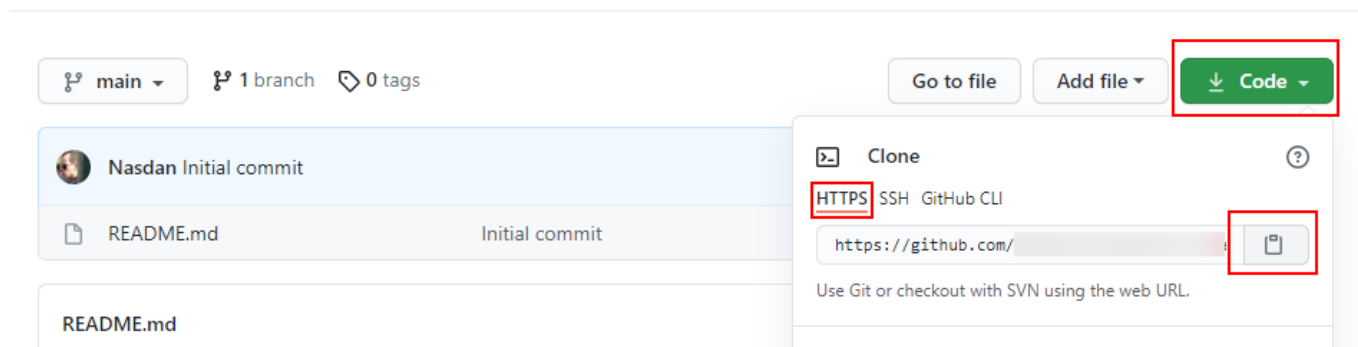 main 1 branch 0 tags Go to file Add file Code
Nasdan Initial commit
README.md Initial commit
README.md
Clone
HTTPS SSH GitHub CLI
https://github.com/
Use Git or checkout with SVN using the web URL.